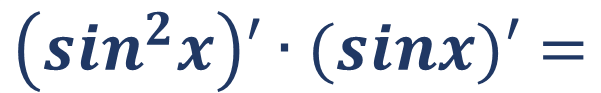 (sin²x)′ · (sinx)′ =